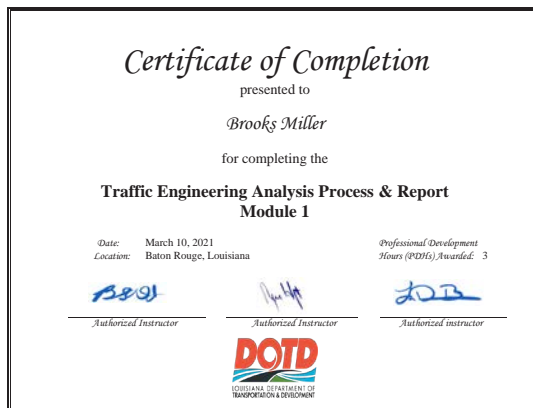 Certificate of Completion
presented to
Brooks Miller
for completing the
Traffic Engineering Analysis Process & Report
Module 1
Date: March 10, 2021
Location: Baton Rouge, Louisiana
Professional Development
Hours (PDHs) Awarded: 3
Authorized Instructor
Authorized Instructor
Authorized instructor
DOTD
LOUISIANA DEPARTMENT OF
TRANSPORTATION & DEVELOPMENT